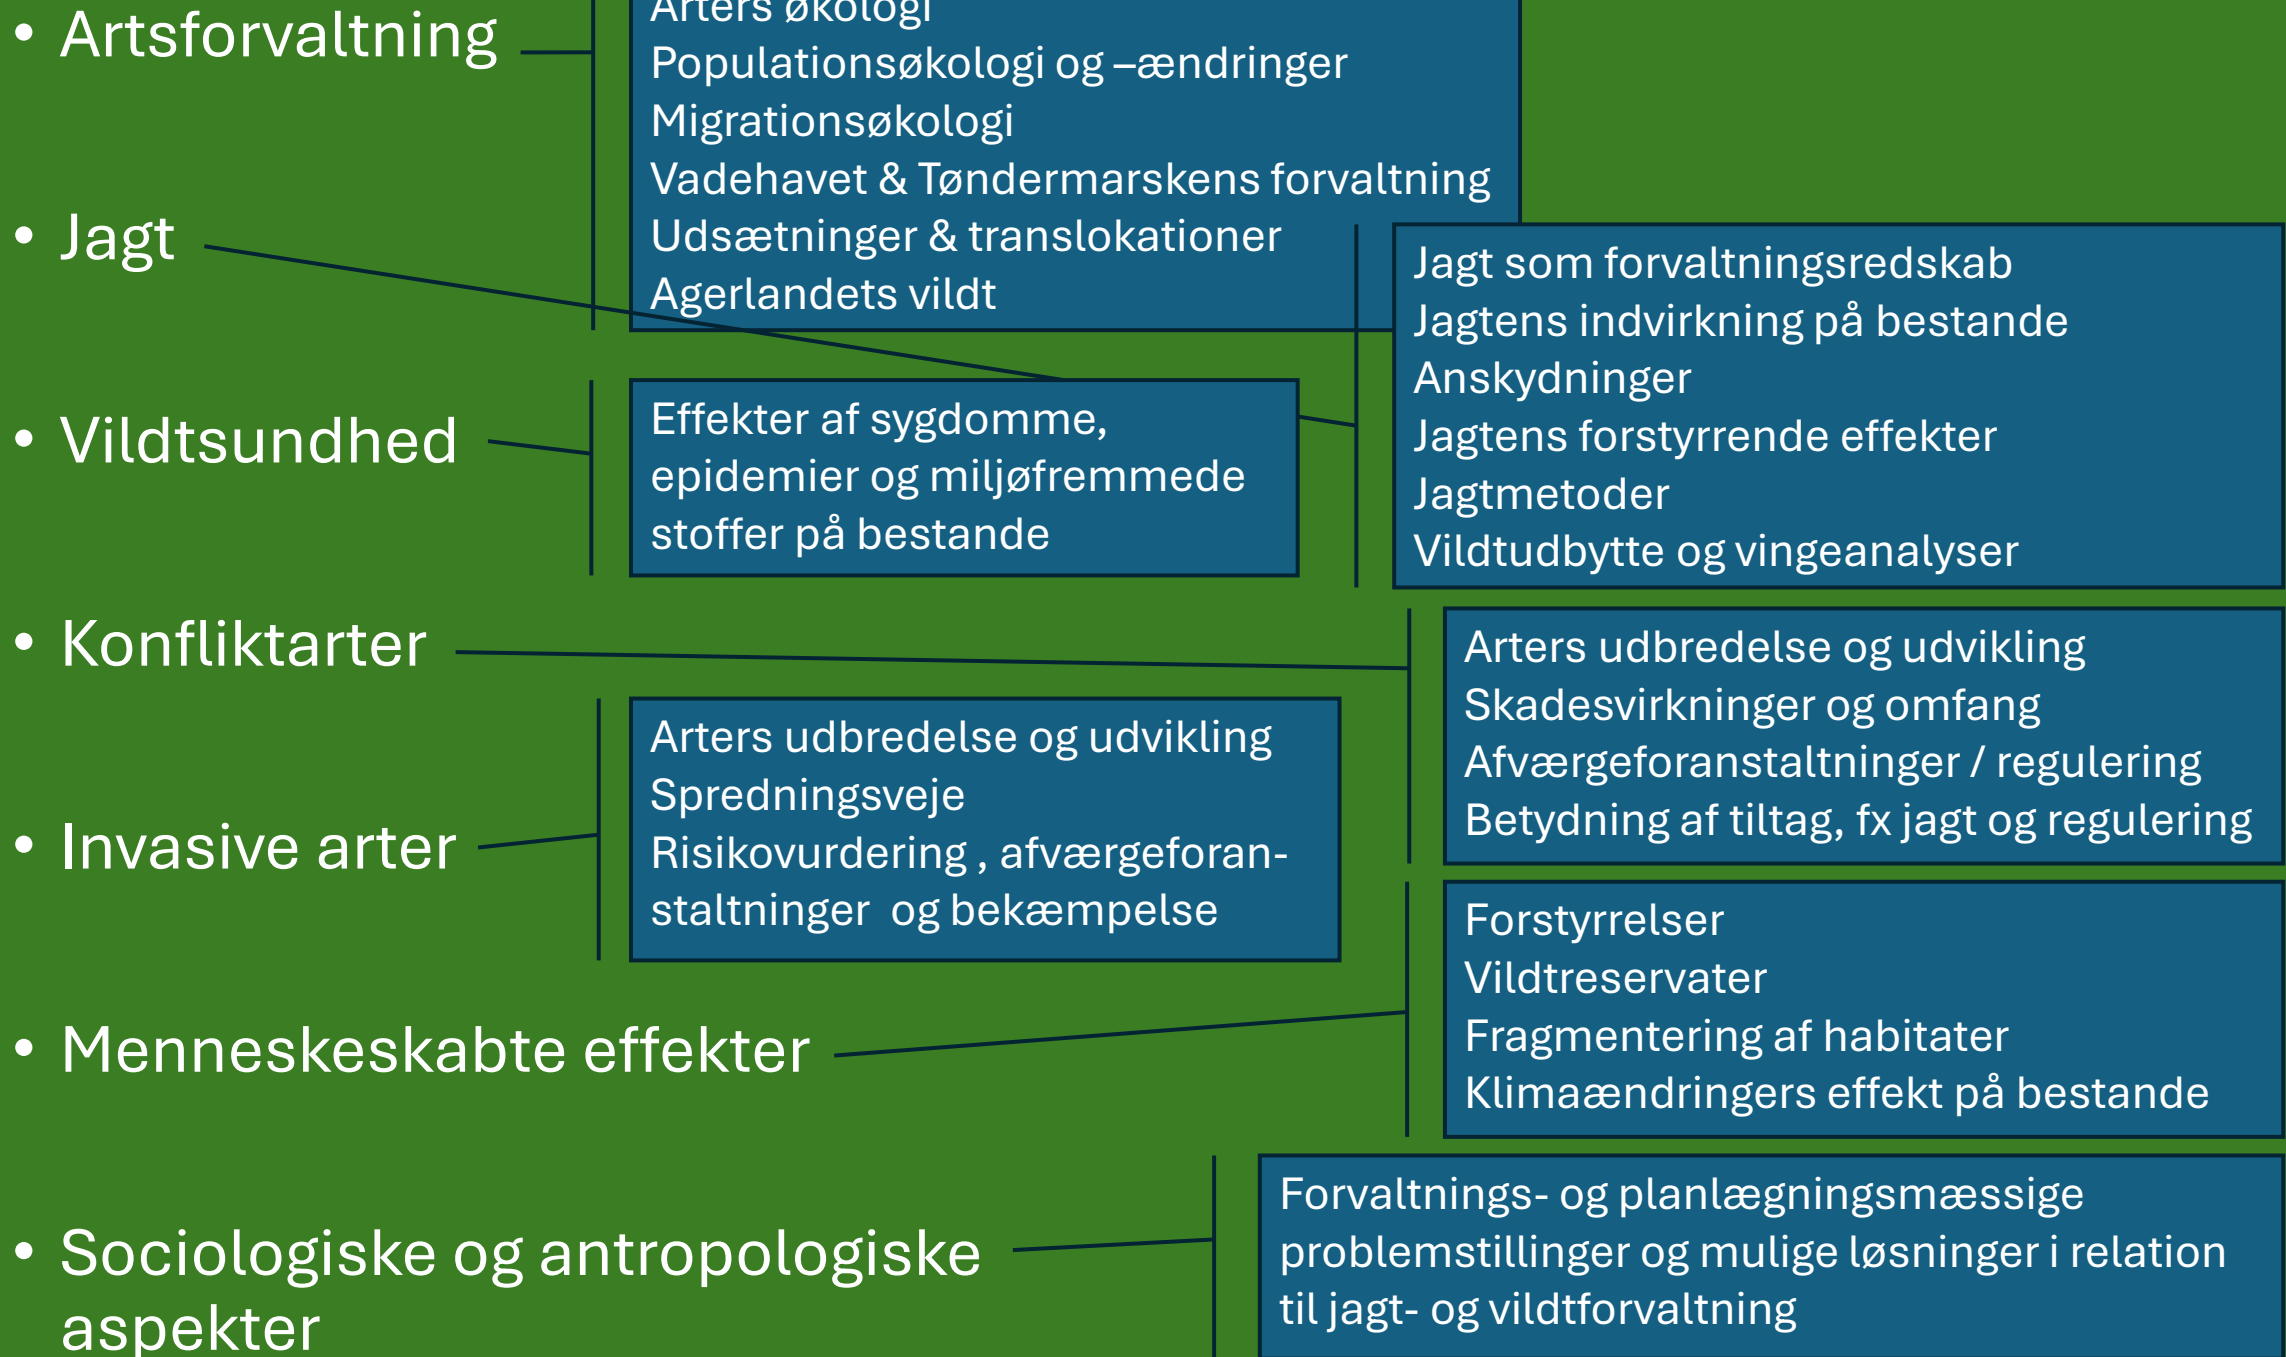 • Artsforvaltning
Arters økologi
Populationsøkologi og –ændringer
Migrationsøkologi
Vadehavet & Tøndermarskens forvaltning
Udsætninger & translokationer
Agerlandets vildt
• Jagt
Jagt som forvaltningsredskab
Jagtens indvirkning på bestande
Anskydninger
Jagtens forstyrrende effekter
Jagtmetoder
Vildtudbytte og vingeanalyser
• Vildtsundhed
Effekter af sygdomme,
epidemier og miljøfremmede
stoffer på bestande
• Konfliktarter
Arters udbredelse og udvikling
Skadesvirkninger og omfang
Afværgeforanstaltninger / regulering
Betydning af tiltag, fx jagt og regulering
• Invasive arter
Arters udbredelse og udvikling
Spredningsveje
Risikovurdering , afværgeforan-
staltninger  og bekæmpelse
• Menneskeskabte effekter
Forstyrrelser
Vildtreservater
Fragmentering af habitater
Klimaændringers effekt på bestande
• Sociologiske og antropologiske
aspekter
Forvaltnings- og planlægningsmæssige
problemstillinger og mulige løsninger i relation
til jagt- og vildtforvaltning